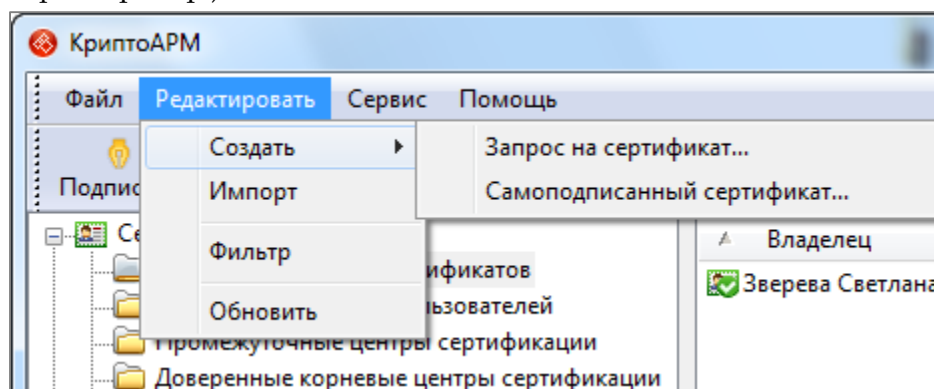 КриптоАРМ
Файл Редактировать Сервис Помощь
Создать Запрос на сертификат...
Импорт Самоподписанный сертификат...
Фильтр
Обновить
Владелец
Зверева Светлана
Промежуточные центры сертификации
Доверенные корневые центры сертификации